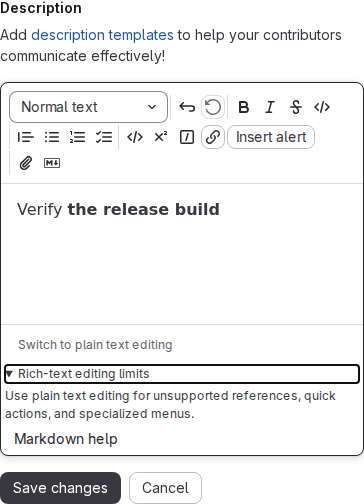 Description
Add description templates to help your contributors
communicate effectively!
Normal text
Insert alert
Verify the release build
Switch to plain text editing
Rich-text editing limits
Use plain text editing for unsupported references, quick
actions, and specialized menus.
Markdown help
Save changes Cancel